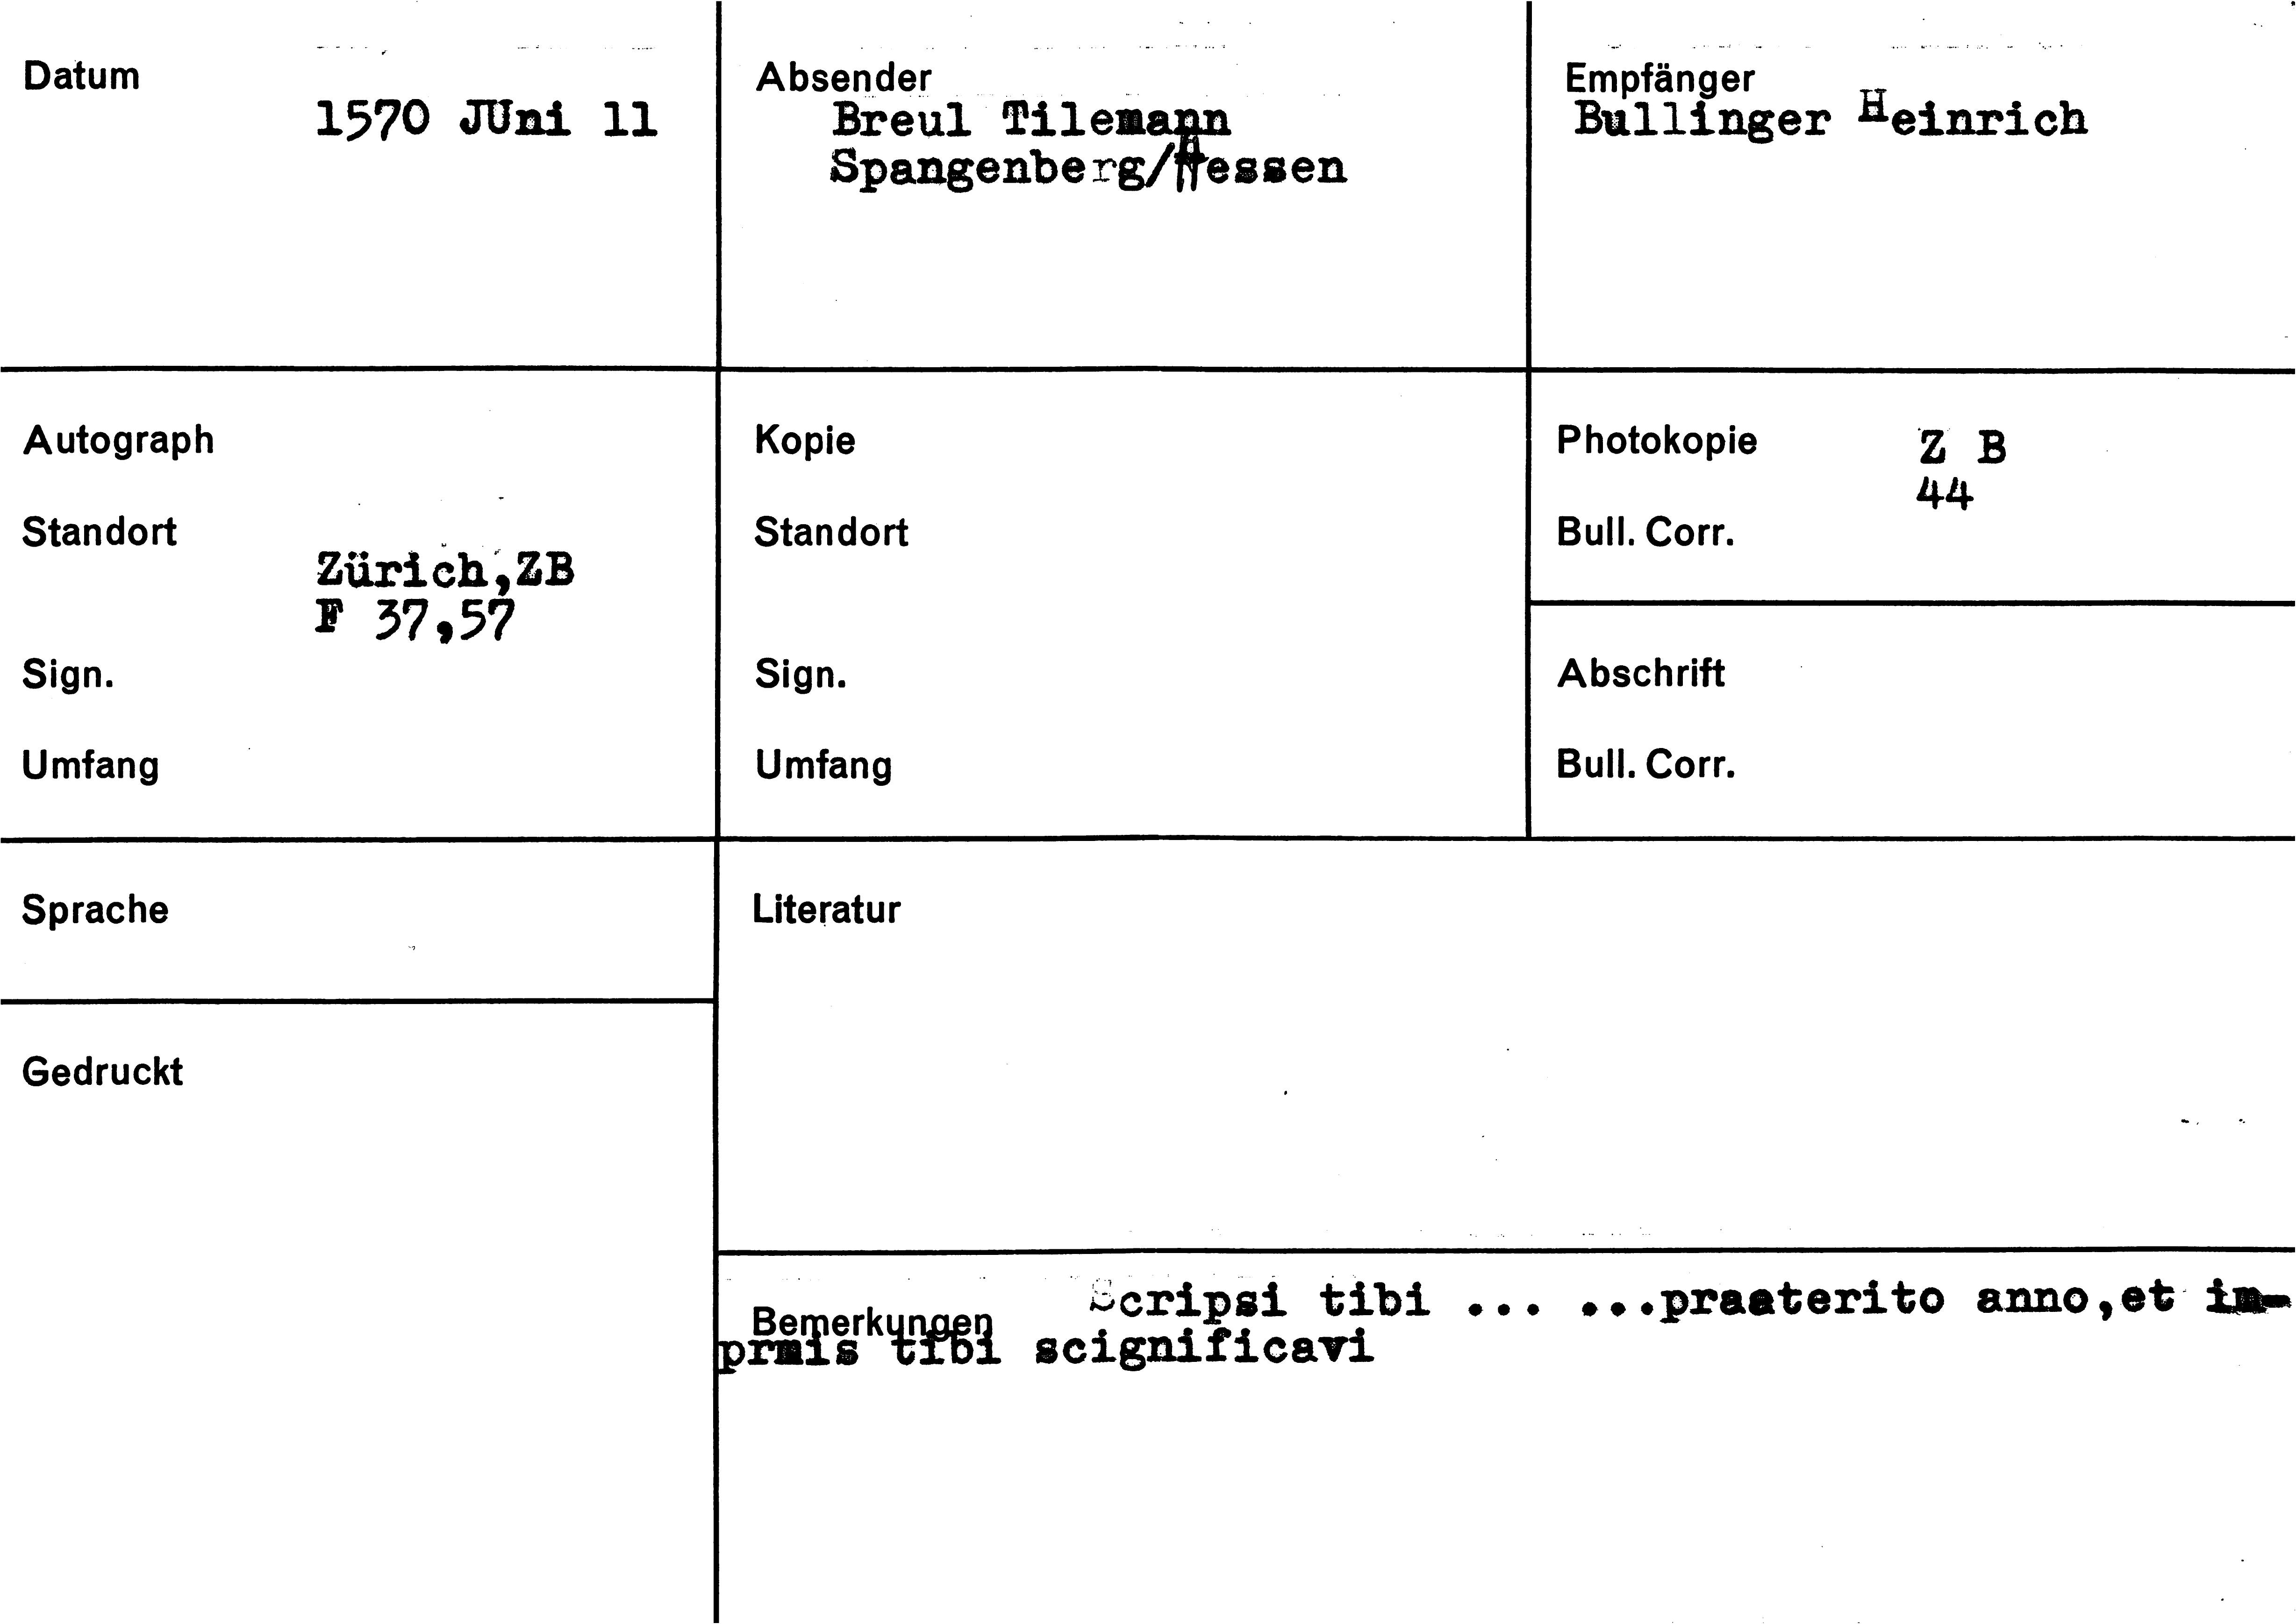 Datum
1570 JUni 11
Absender
Breul Tilemann
Spangenberg/Hessen
Empfänger
Bullinger Heinrich
Autograph
Standort
Zürich,ZB
F 37,57
Sign.
Umfang
Kopie
Standort
Sign.
Umfang
Photokopie
Z B
44
Bull. Corr.
Abschrift
Bull. Corr.
Sprache
Gedruckt
Literatur
Bemerkungen
Scripsi tibi ... ...praeterito anno,et im-
prmis tibi scignificavi